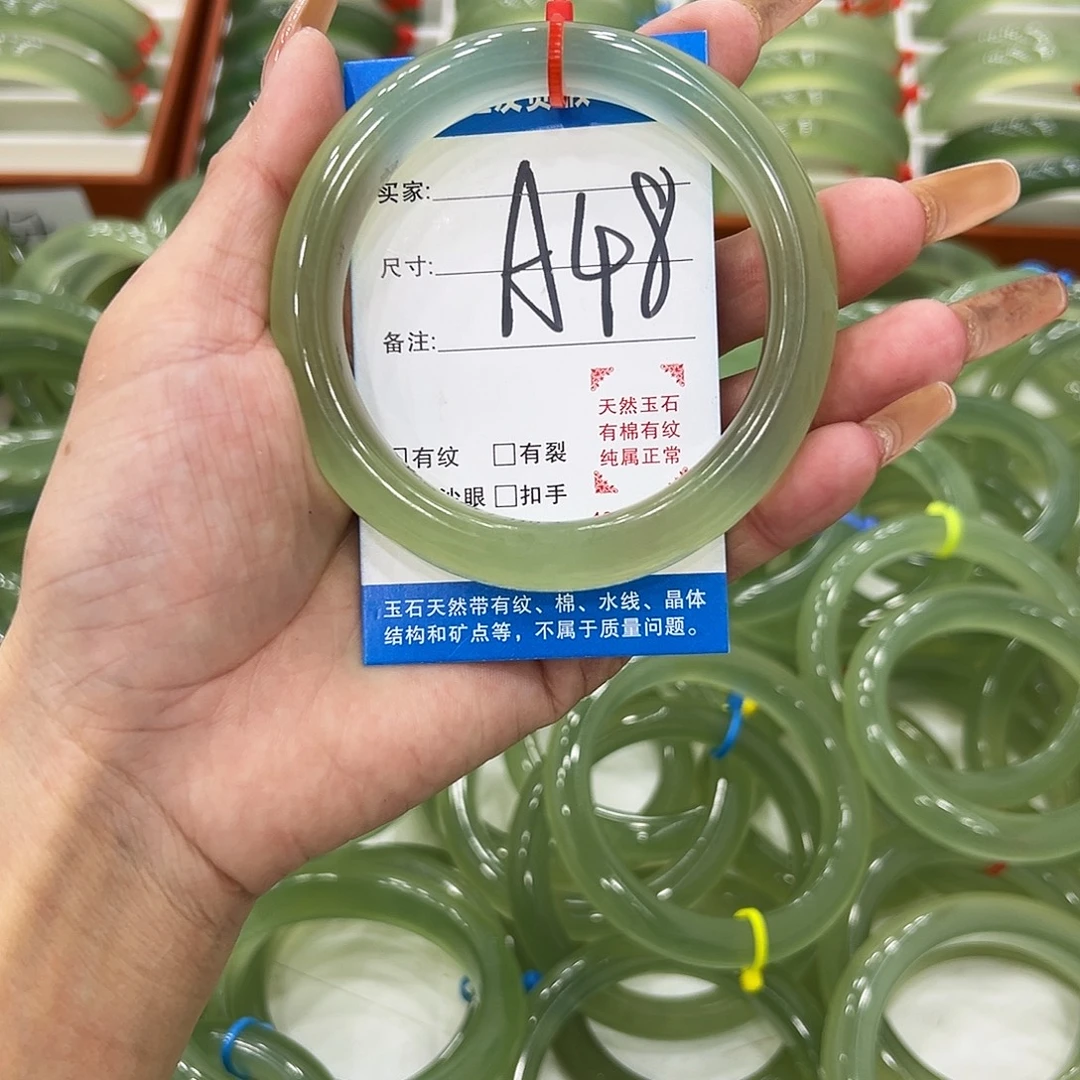 买家:
A48
尺寸:
备注:
天然玉石
有棉有纹
纯属正常
□有纹 □有裂
眼 □扣手
玉石天然带有纹、棉、水线、晶体
结构和矿点等，不属于质量问题。